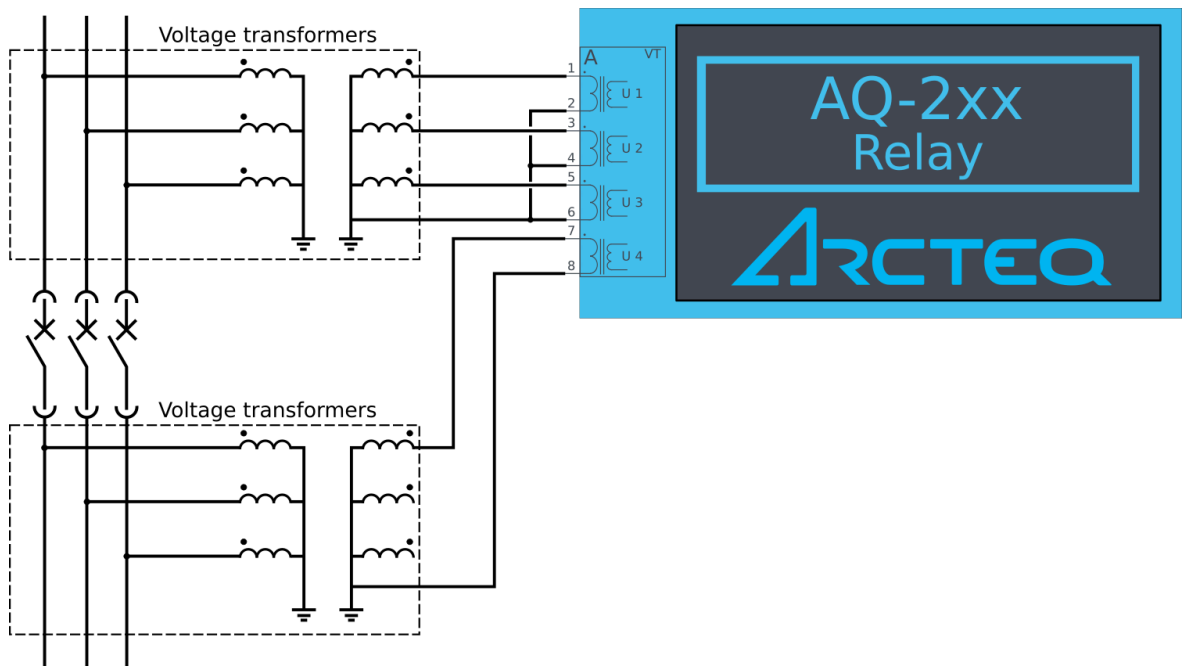 Voltage transformers
A
VT
1
U 1
2
3
U 2
4
5
U 3
6
7
U 4
8
AQ-2xx
Relay
ARCTEQ
Voltage transformers